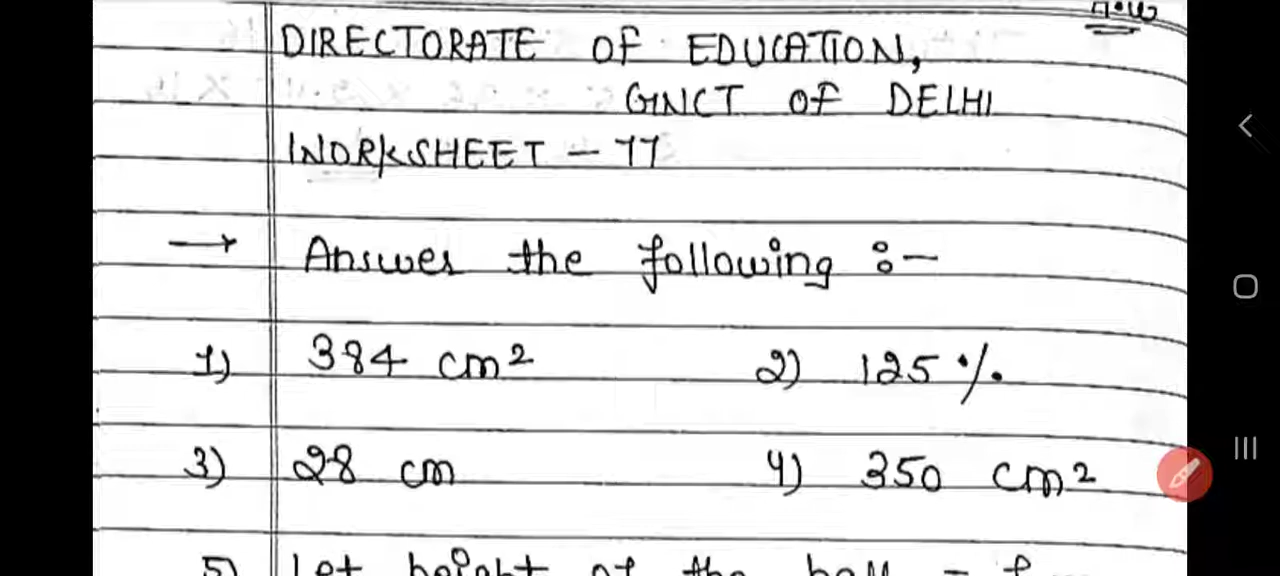 DIRECTORATE OF EDUCATION,
GNCT OF DELHI
WORKSHEET - 77
→ Answer the following :-
1) 384 cm² 2) 125 %
3) 28 cm 4) 350 cm²
5) Let height of the hall =